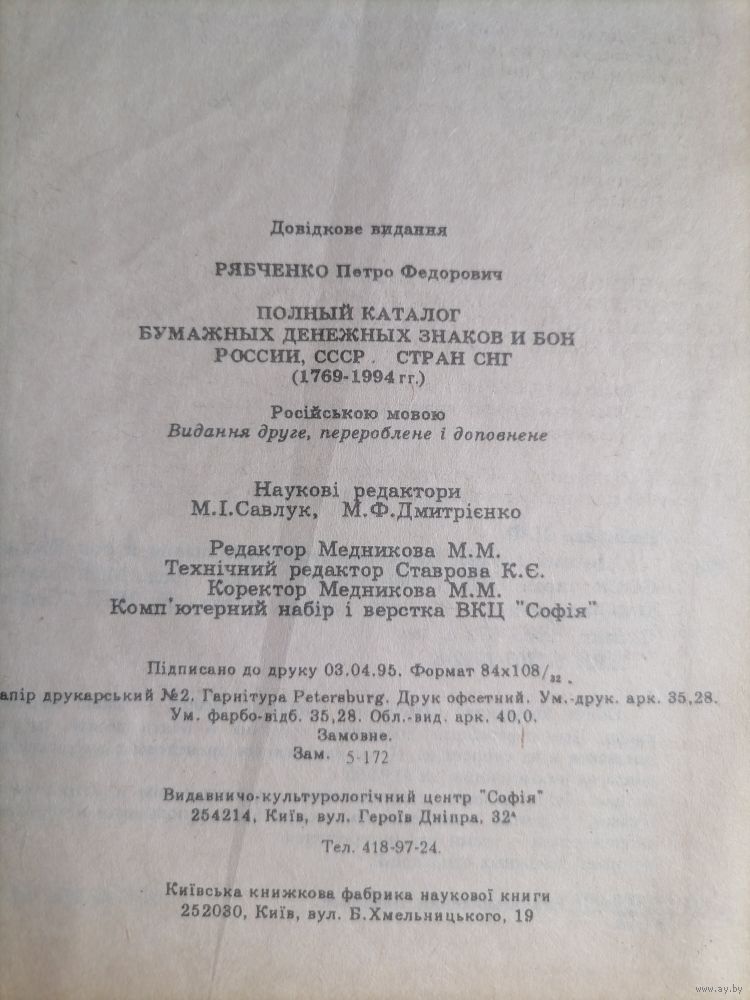 Довідкове видання
РЯБЧЕНКО Петро Федорович
ПОЛНЫЙ КАТАЛОГ
БУМАЖНЫХ ДЕНЕЖНЫХ ЗНАКОВ И БОН
РОССИИ, СССР . СТРАН СНГ
(1769-1994 гг.)
Російською мовою
Видання друге, перероблене і доповнене
Наукові редактори
М.І.Савлук, М.Ф.Дмитрієнко
Редактор Медникова М.М.
Технічний редактор Ставрова К.Є.
Коректор Медникова М.М.
Комп'ютерний набір і верстка ВКЦ "Софія"
Підписано до друку 03.04.95. Формат 84х108/32 .
апір друкарський №2. Гарнітура Petersburg. Друк офсетний. Ум.-друк. арк. 35,28.
Ум. фарбо-відб. 35,28. Обл.-вид. арк. 40,0.
Замовне.
Зам. 5-172
Видавничо-культурологічний центр "Софія"
254214, Київ, вул. Героїв Дніпра, 32ᴬ
Тел. 418-97-24.
Київська книжкова фабрика наукової книги
252030, Київ, вул. Б.Хмельницького, 19
www.ay.by